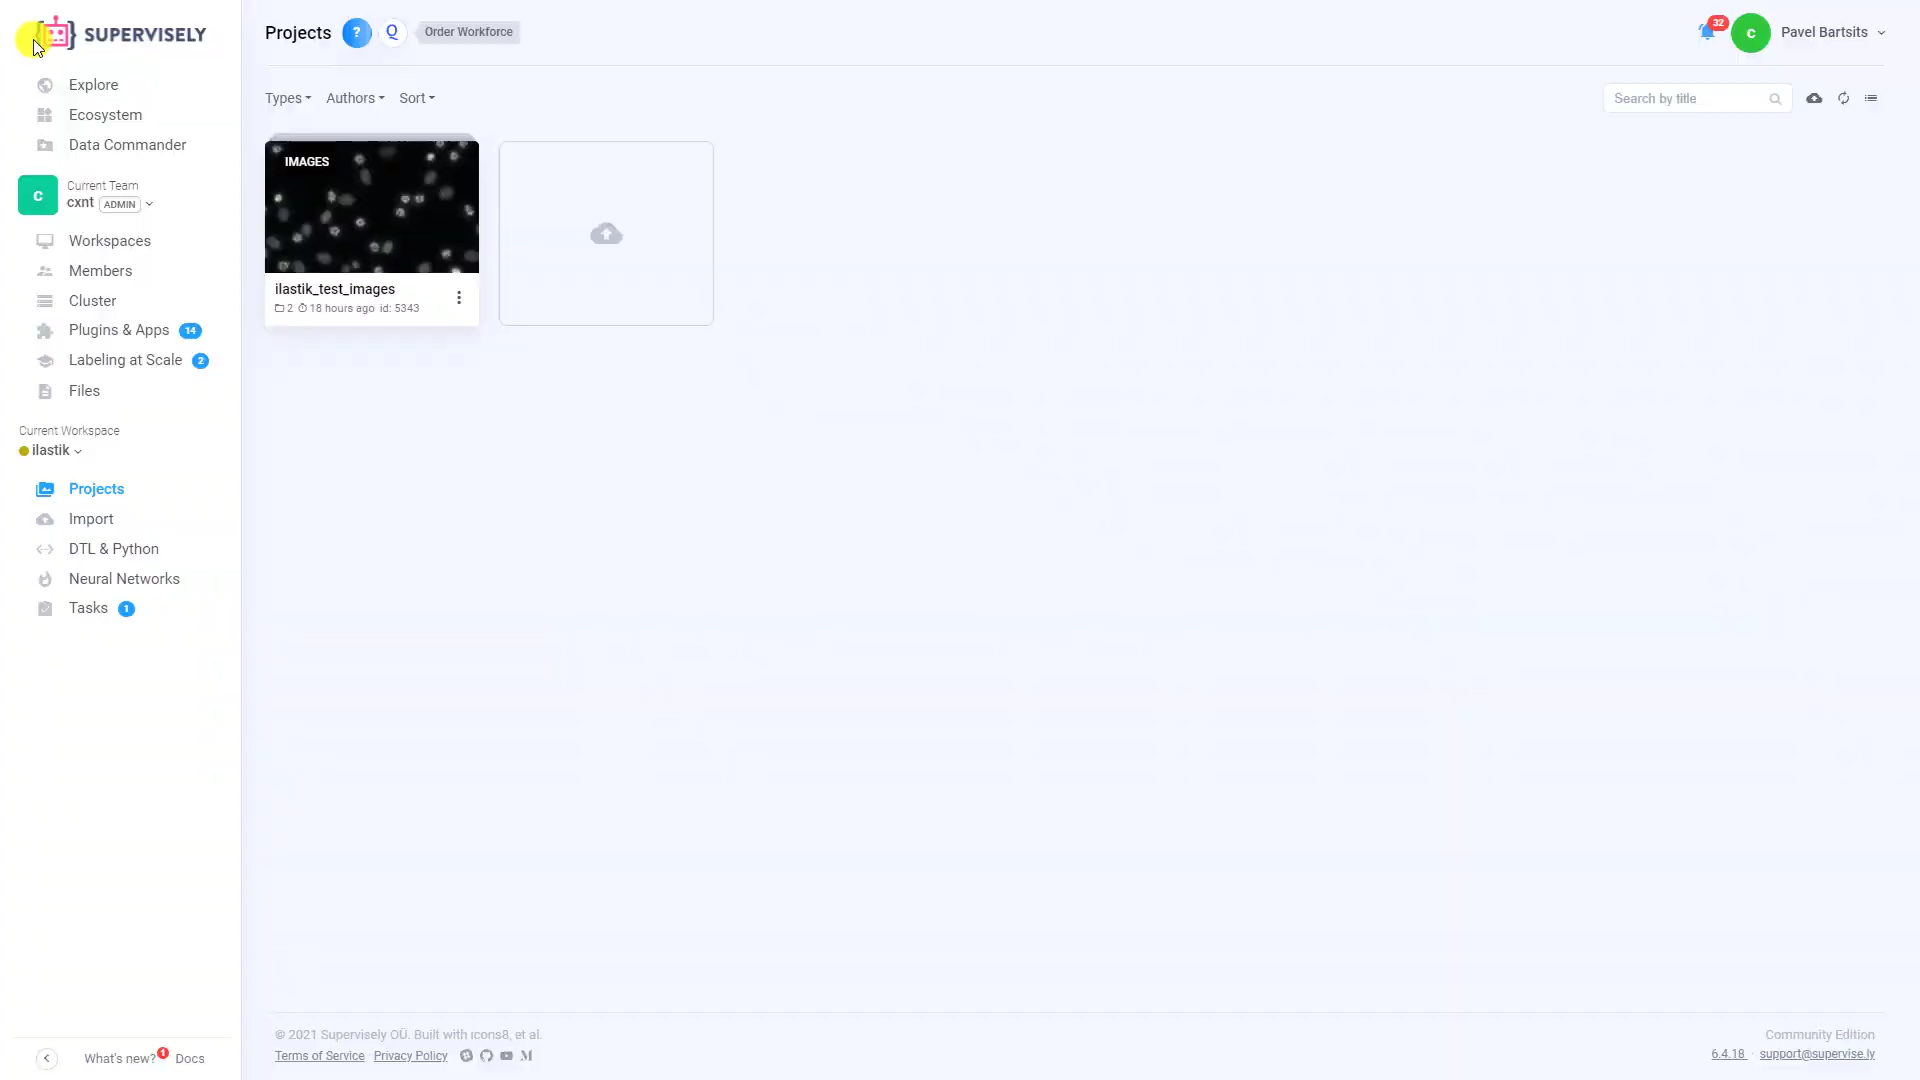 SUPERVISELY
Explore
Ecosystem
Data Commander
C
Current Team
cxnt ADMIN
Workspaces
Members
Cluster
Plugins & Apps 14
Labeling at Scale 2
Files
Current Workspace
ilastik
Projects
Import
DTL & Python
Neural Networks
Tasks 1
What's new? 1 Docs
Projects ? Q Order Workforce
32 C Pavel Bartsits
Types Authors Sort
Search by title
IMAGES
ilastik_test_images
2 18 hours ago id: 5343
© 2021 Supervisely OÜ. Built with icons8, et al.
Terms of Service Privacy Policy
Community Edition
6.4.18 · support@supervise.ly